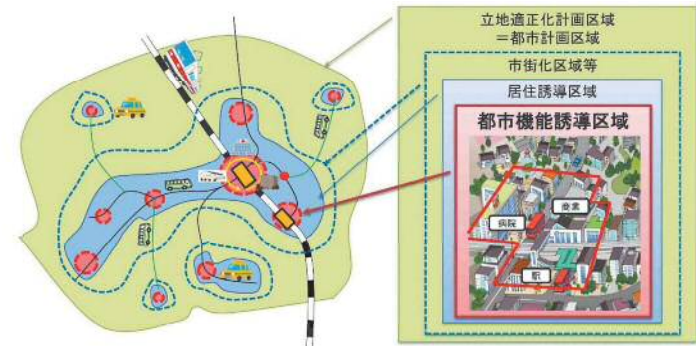 立地適正化計画区域
＝都市計画区域
市街化区域等
居住誘導区域
都市機能誘導区域
商業
病院
駅